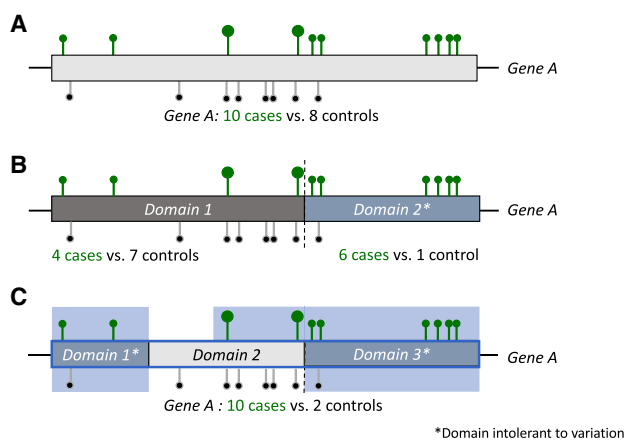 A
Gene A
Gene A: 10 cases vs. 8 controls
B
Domain 1
Domain 2*
Gene A
4 cases vs. 7 controls
6 cases vs. 1 control
C
Domain 1*
Domain 2
Domain 3*
Gene A
Gene A : 10 cases vs. 2 controls
*Domain intolerant to variation